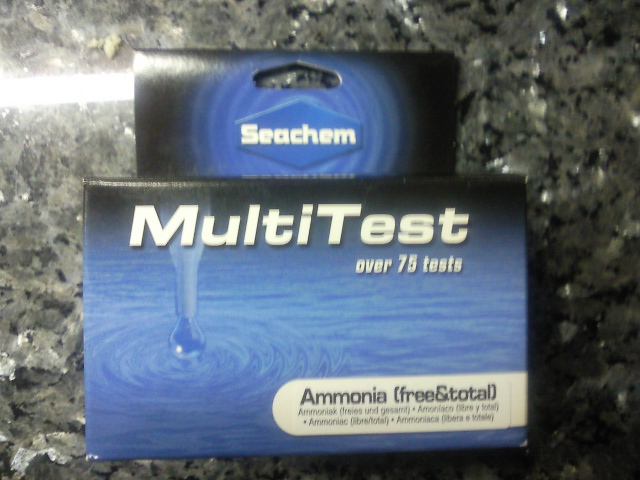 Seachem
MultiTest
over 75 tests
Ammonia (free&total)
Ammoniak (freies und gesamt) • Amoníaco (libre y total)
• Ammoniac (libre/total) • Ammoniaca (libera e totale)